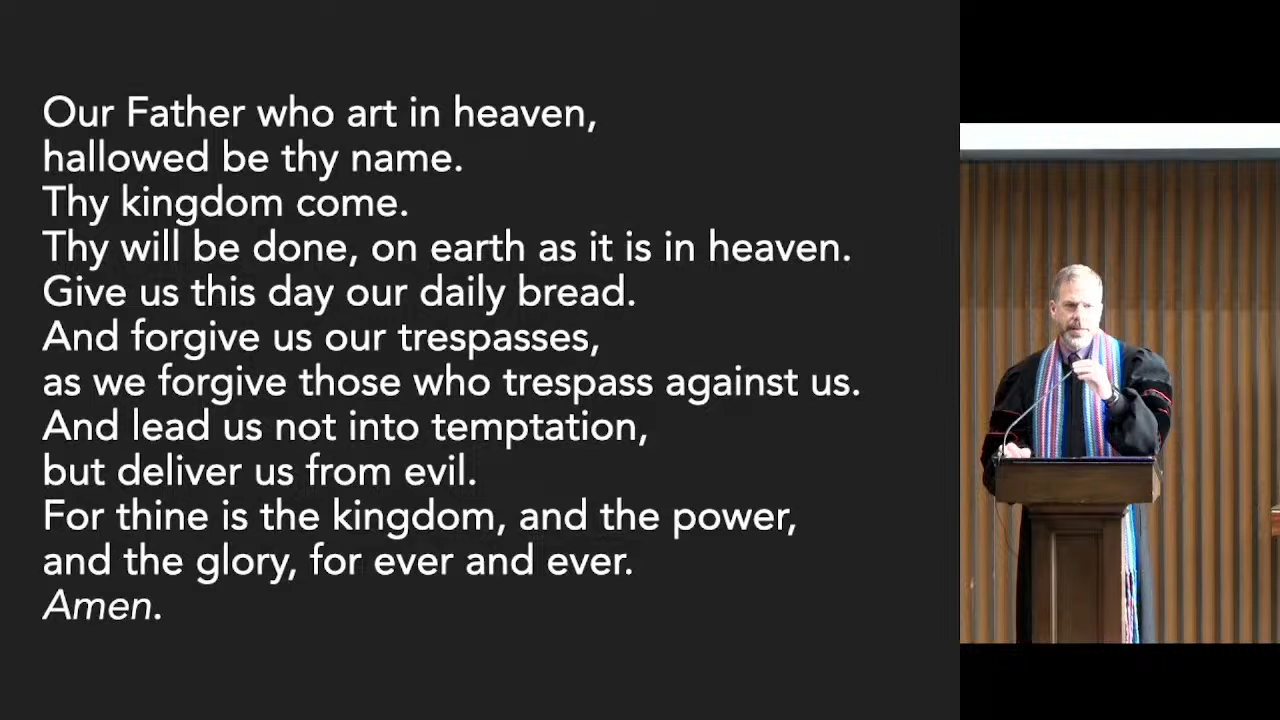 Our Father who art in heaven,
hallowed be thy name.
Thy kingdom come.
Thy will be done, on earth as it is in heaven.
Give us this day our daily bread.
And forgive us our trespasses,
as we forgive those who trespass against us.
And lead us not into temptation,
but deliver us from evil.
For thine is the kingdom, and the power,
and the glory, for ever and ever.
Amen.